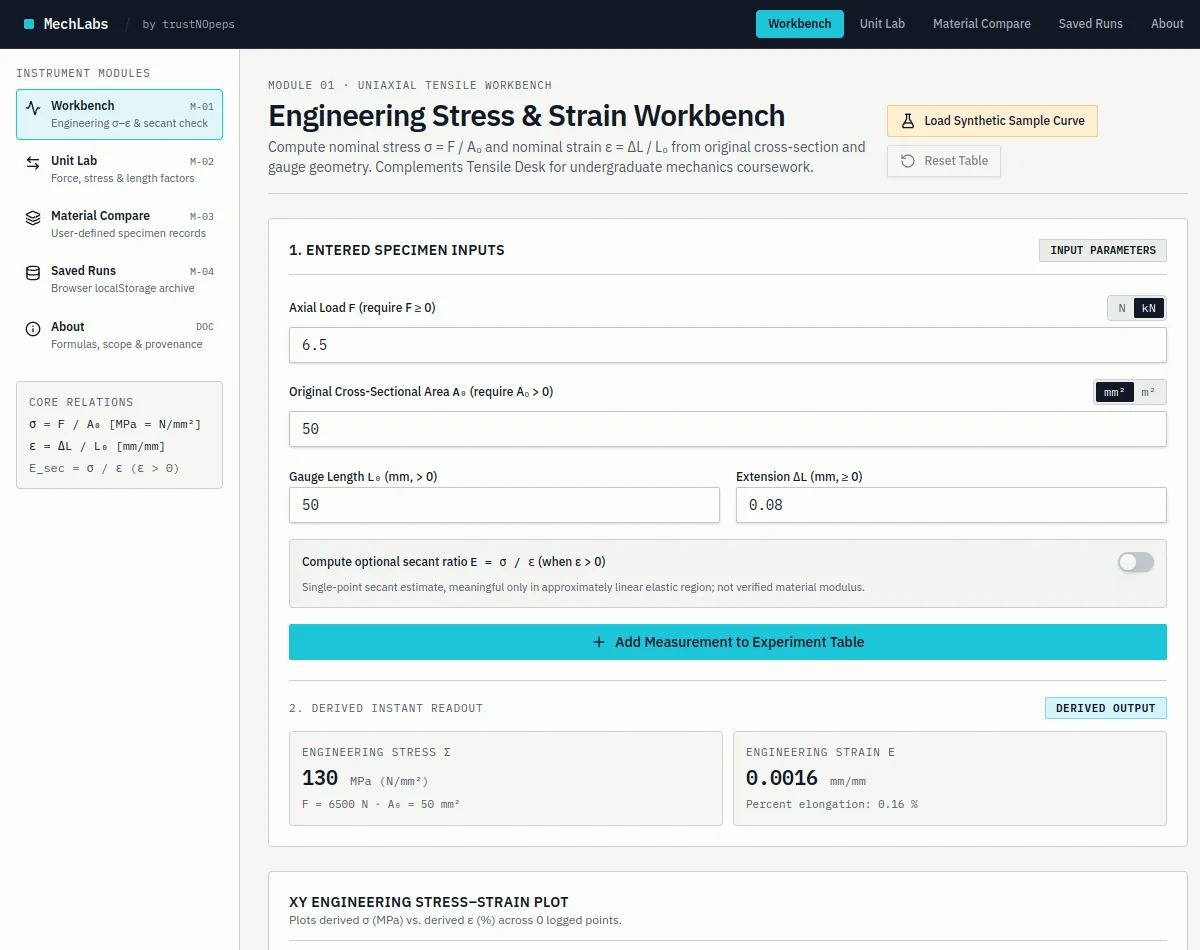 MechLabs / by trustNOpeps
Workbench Unit Lab Material Compare Saved Runs About
INSTRUMENT MODULES
Workbench M-01
Engineering σ–ε & secant check
Unit Lab M-02
Force, stress & length factors
Material Compare M-03
User-defined specimen records
Saved Runs M-04
Browser localStorage archive
About DOC
Formulas, scope & provenance
CORE RELATIONS
σ = F / A₀ [MPa = N/mm²]
ε = ΔL / L₀ [mm/mm]
E_sec = σ / ε (ε > 0)
MODULE 01 · UNIAXIAL TENSILE WORKBENCH
Engineering Stress & Strain Workbench
Compute nominal stress σ = F / A₀ and nominal strain ε = ΔL / L₀ from original cross-section and
gauge geometry. Complements Tensile Desk for undergraduate mechanics coursework.
Load Synthetic Sample Curve
Reset Table
1. ENTERED SPECIMEN INPUTS
INPUT PARAMETERS
Axial Load F (require F ≥ 0)
N kN
6.5
Original Cross-Sectional Area A₀ (require A₀ > 0)
mm² m²
50
Gauge Length L₀ (mm, > 0)
50
Extension ΔL (mm, ≥ 0)
0.08
Compute optional secant ratio E = σ / ε (when ε > 0)
Single-point secant estimate, meaningful only in approximately linear elastic region; not verified material modulus.
+ Add Measurement to Experiment Table
2. DERIVED INSTANT READOUT
DERIVED OUTPUT
ENGINEERING STRESS Σ
130 MPa (N/mm²)
F = 6500 N · A₀ = 50 mm²
ENGINEERING STRAIN Ε
0.0016 mm/mm
Percent elongation: 0.16 %
XY ENGINEERING STRESS–STRAIN PLOT
Plots derived σ (MPa) vs. derived ε (%) across 0 logged points.